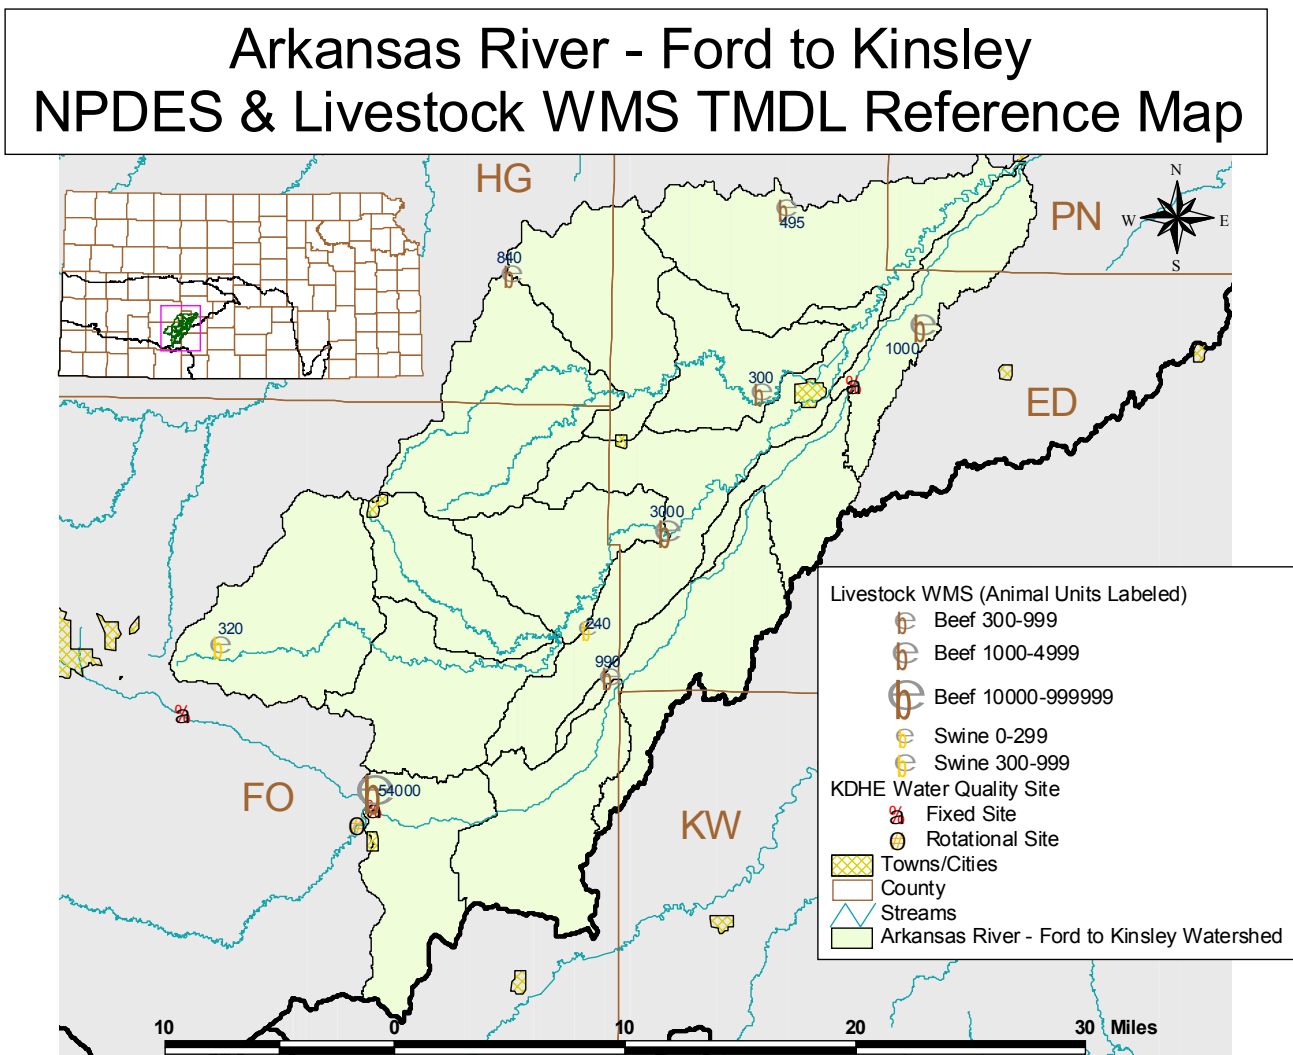 Arkansas River - Ford to Kinsley
NPDES & Livestock WMS TMDL Reference Map
HG
PN
N
W
E
S
495
840
1000
300
ED
3000
320
240
990
FO
54000
KW
Livestock WMS (Animal Units Labeled)
Beef 300-999
Beef 1000-4999
Beef 10000-999999
Swine 0-299
Swine 300-999
KDHE Water Quality Site
Fixed Site
Rotational Site
Towns/Cities
County
Streams
Arkansas River - Ford to Kinsley Watershed
10 0 10 20 30 Miles